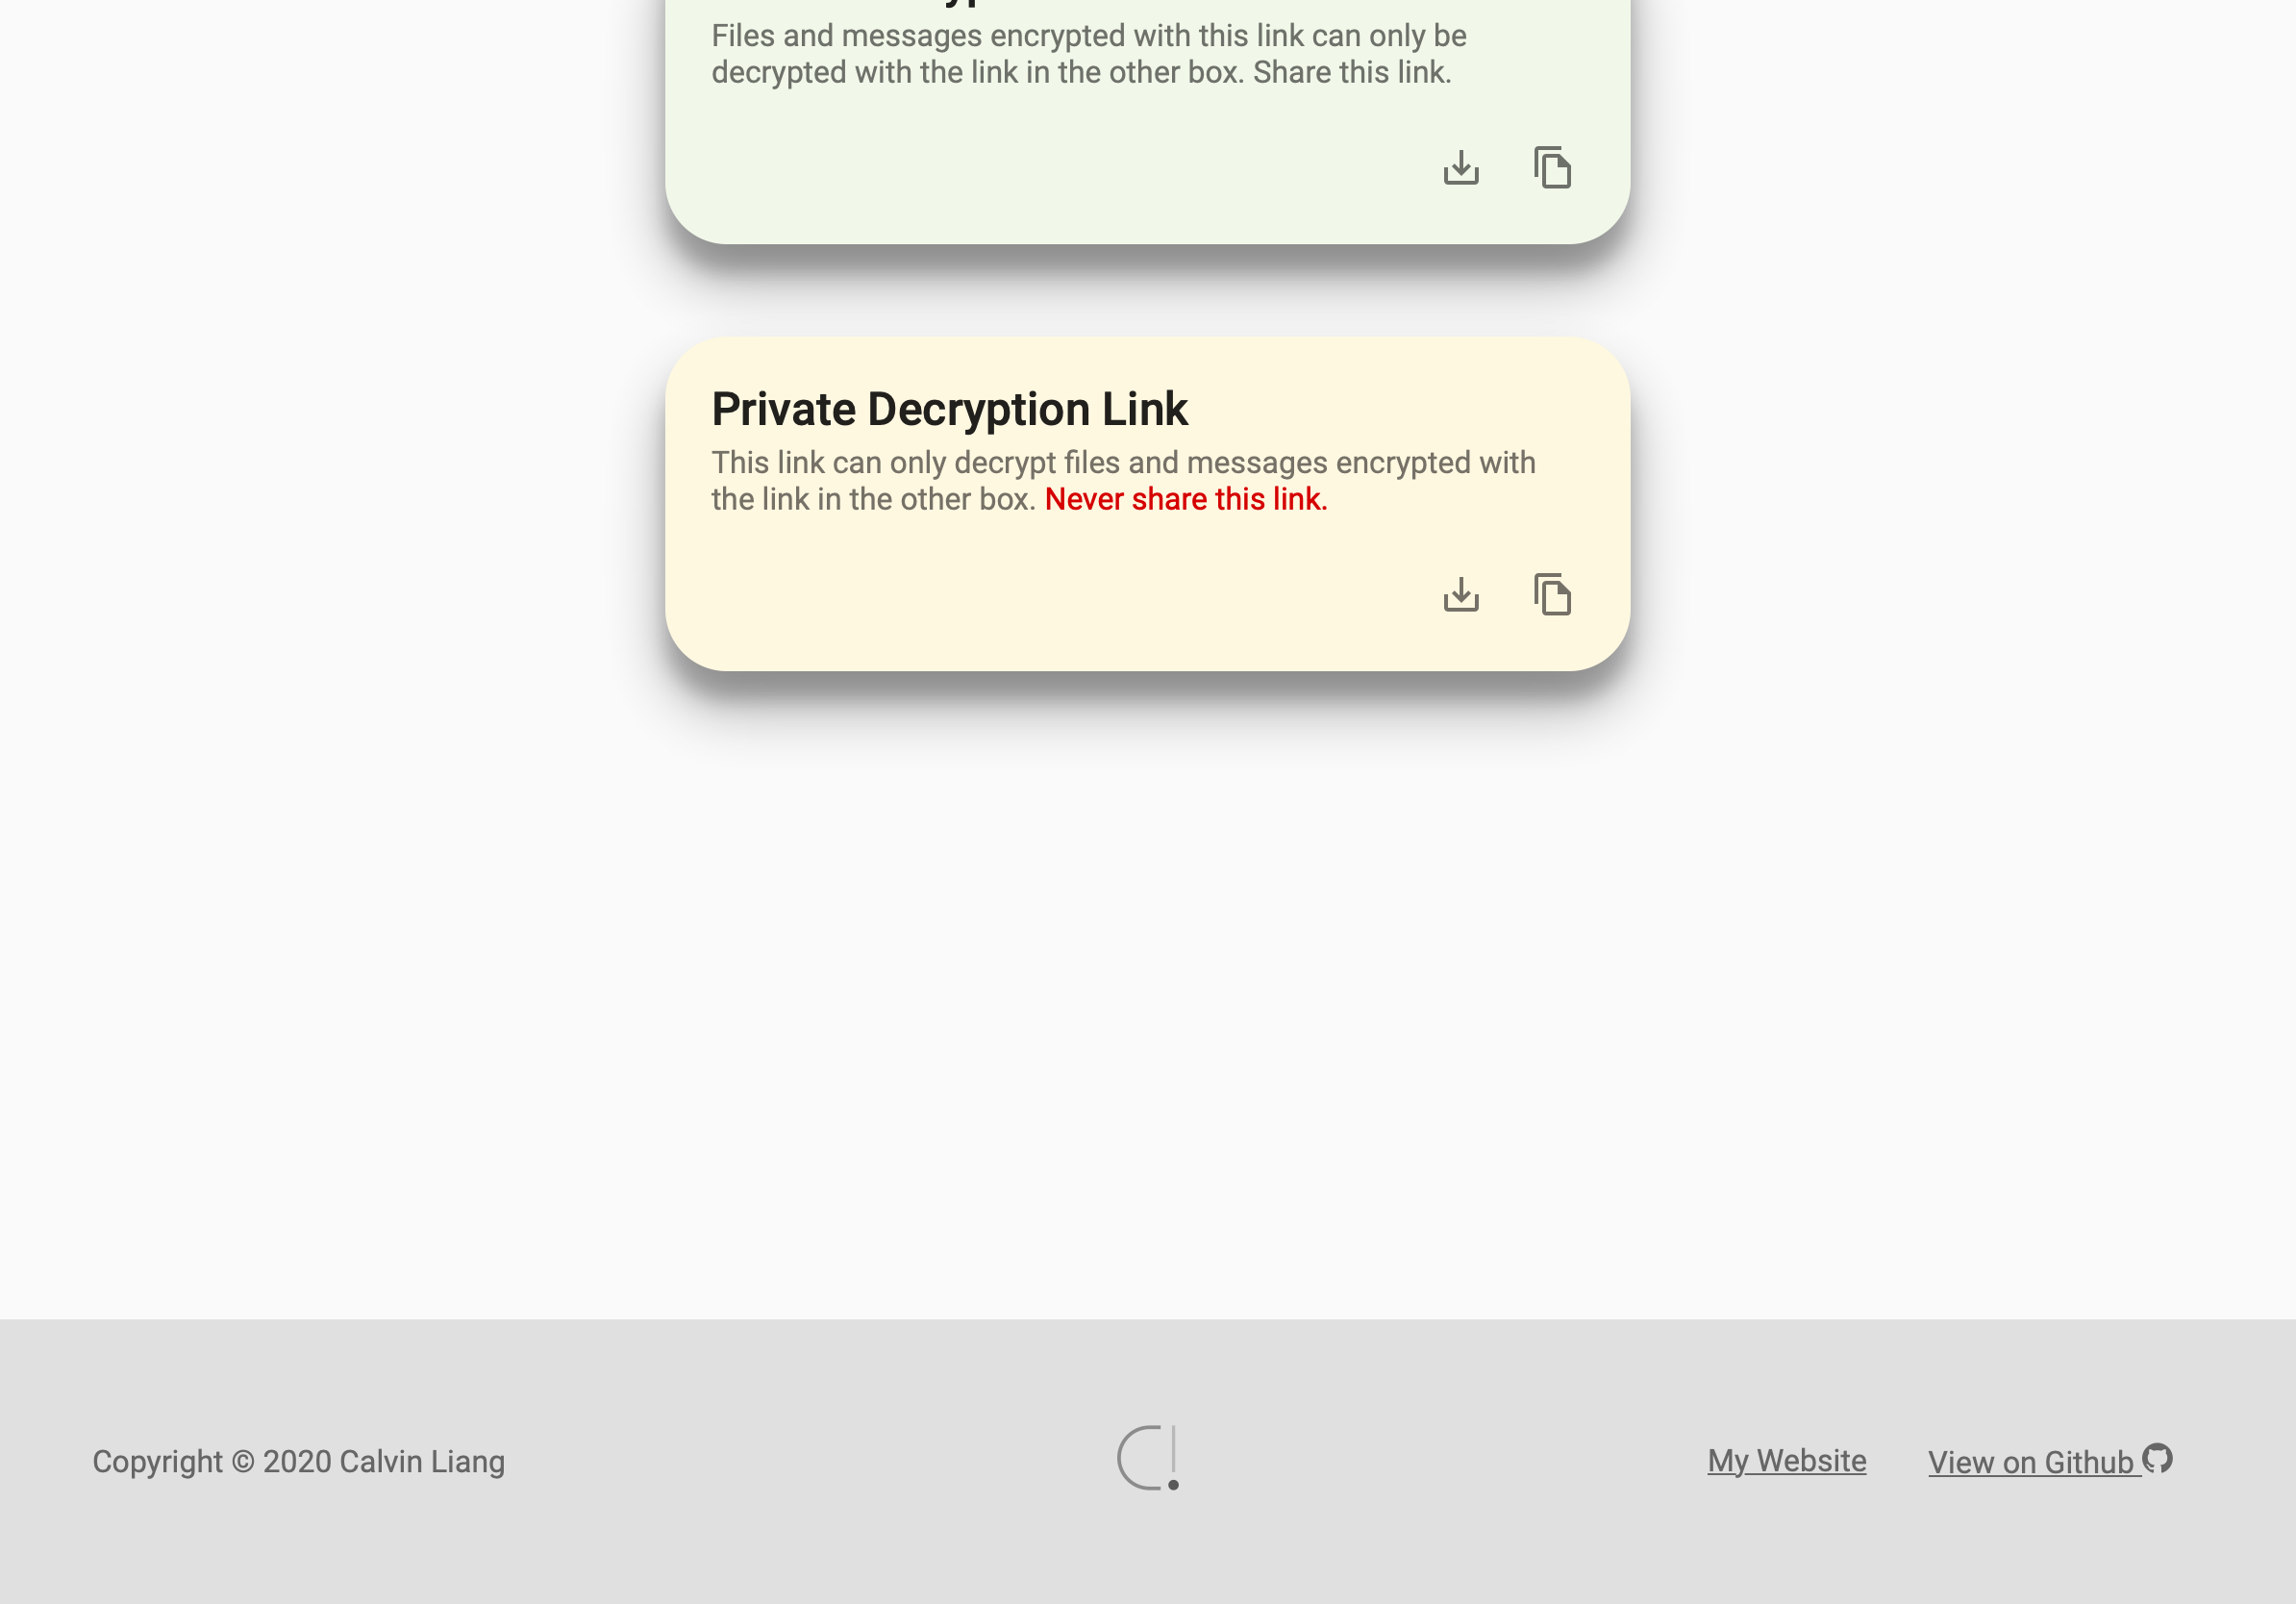 Files and messages encrypted with this link can only be
decrypted with the link in the other box. Share this link.
Private Decryption Link
This link can only decrypt files and messages encrypted with
the link in the other box. Never share this link.
Copyright © 2020 Calvin Liang
My Website
View on Github